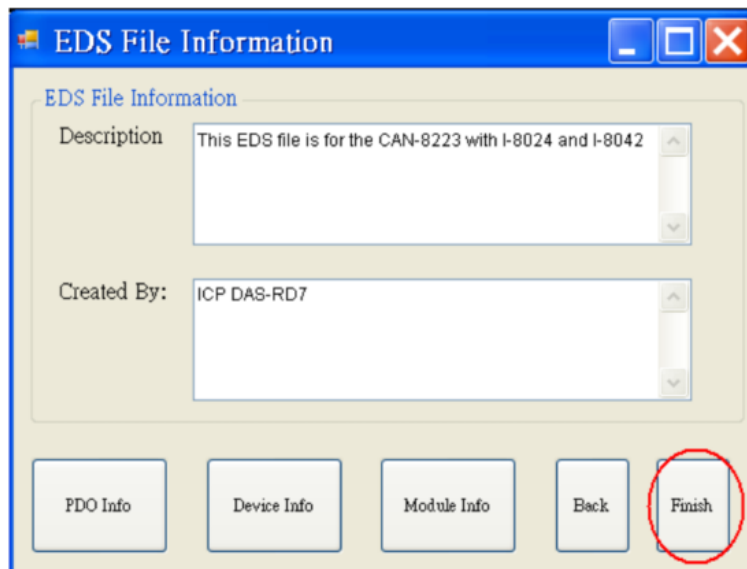 EDS File Information
EDS File Information
Description
This EDS file is for the CAN-8223 with I-8024 and I-8042
Created By:
ICP DAS-RD7
PDO Info
Device Info
Module Info
Back
Finish